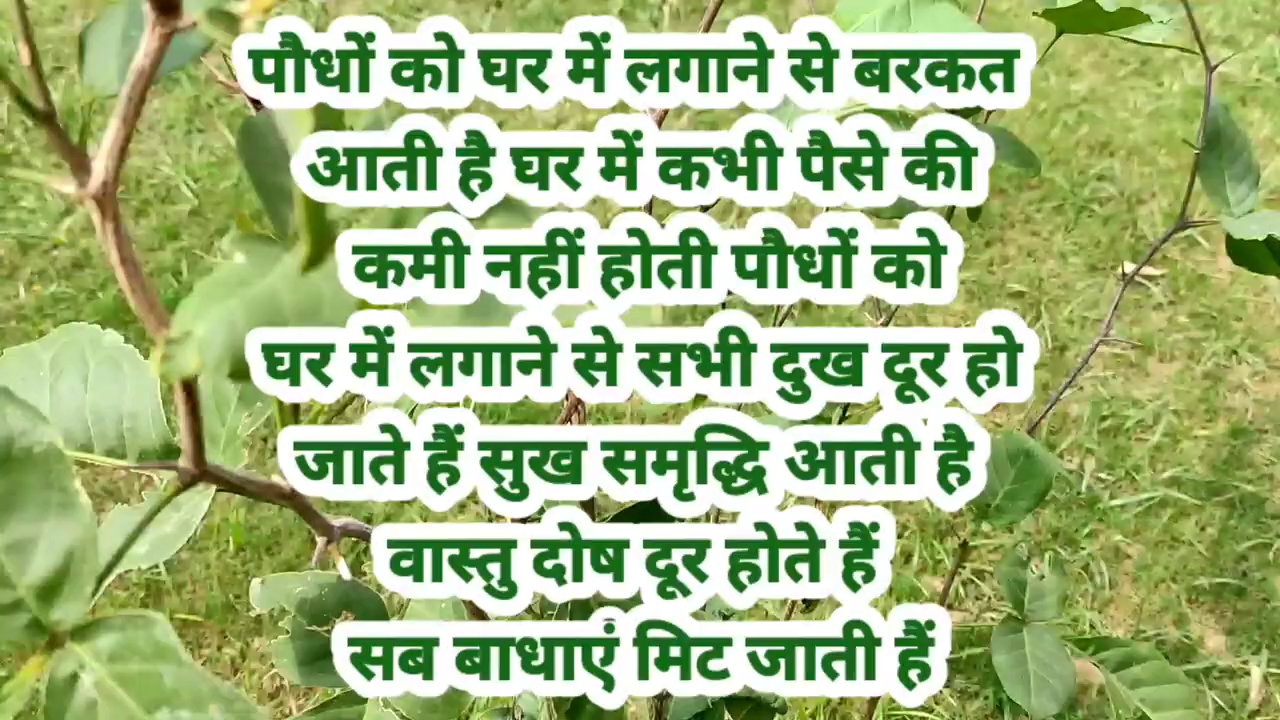 पौधों को घर में लगाने से बरकत
आती है घर में कभी पैसे की
कमी नहीं होती पौधों को
घर में लगाने से सभी दुख दूर हो
जाते हैं सुख समृद्धि आती है
वास्तु दोष दूर होते हैं
सब बाधाएं मिट जाती हैं